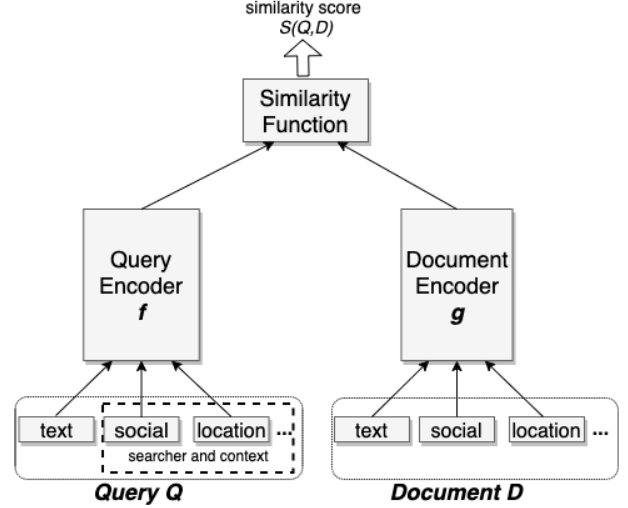 similarity score
S(Q,D)
Similarity
Function
Query
Encoder
f
Document
Encoder
g
text
social
location
...
searcher and context
Query Q
text
social
location
...
Document D